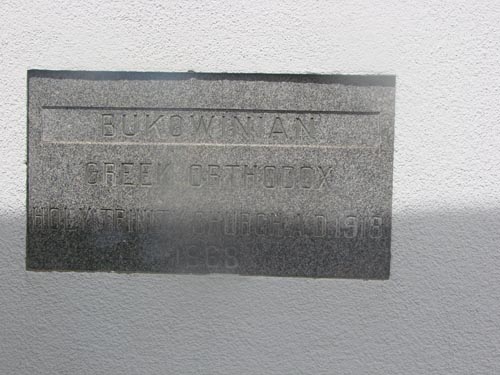 BUKOWINIAN
GREEK ORTHODOX
HOLY TRINITY CHURCH A.D. 1918
1968